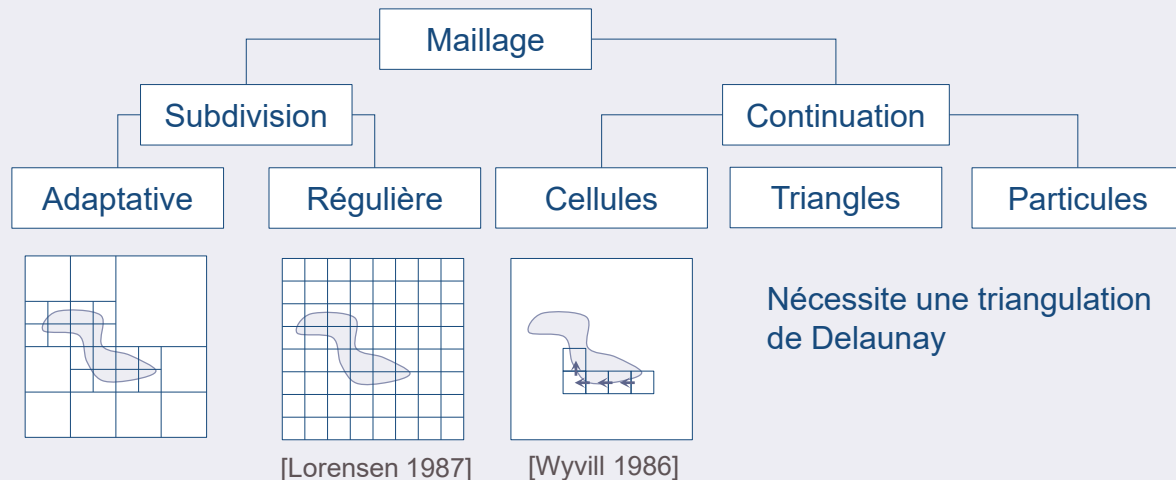 Maillage
Subdivision
Continuation
Adaptative
Régulière
Cellules
Triangles
Particules
Nécessite une triangulation
de Delaunay
[Lorensen 1987]
[Wyvill 1986]